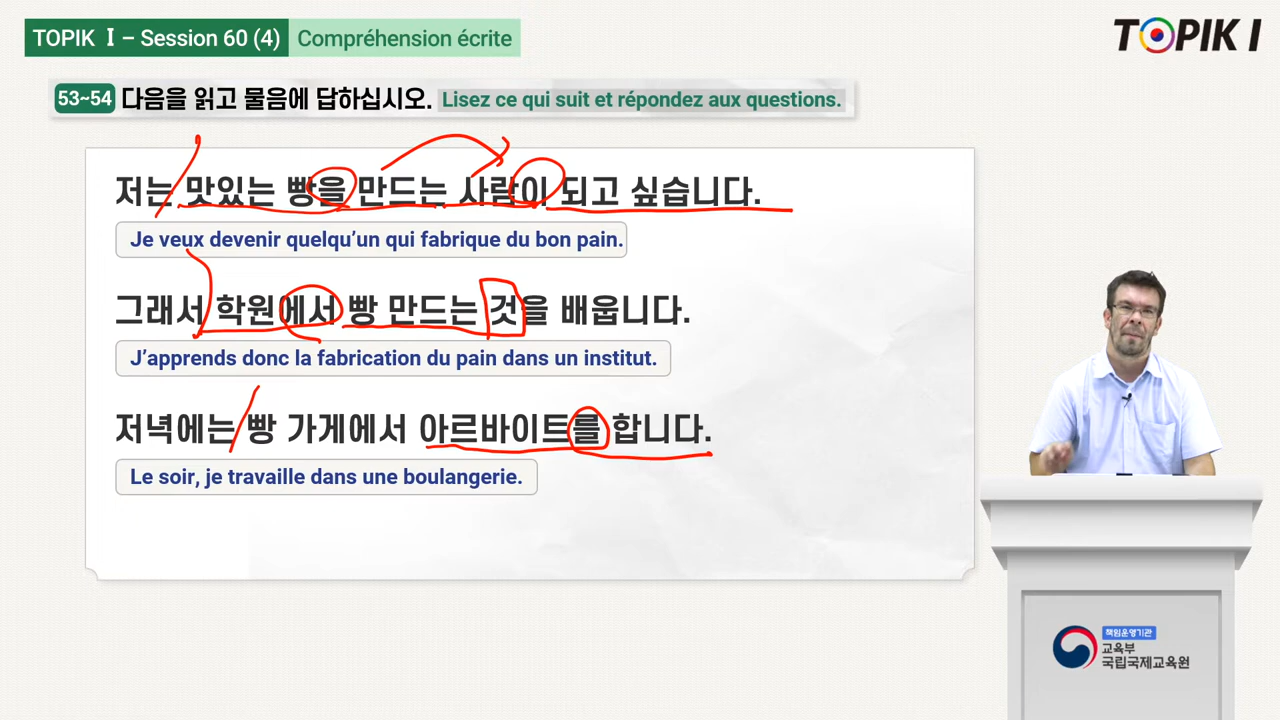 TOPIK Ⅰ – Session 60 (4) Compréhension écrite
TOPIK I
53~54 다음을 읽고 물음에 답하십시오. Lisez ce qui suit et répondez aux questions.
저는 맛있는 빵을 만드는 사람이 되고 싶습니다.
Je veux devenir quelqu’un qui fabrique du bon pain.
그래서 학원에서 빵 만드는 것을 배웁니다.
J’apprends donc la fabrication du pain dans un institut.
저녁에는 빵 가게에서 아르바이트를 합니다.
Le soir, je travaille dans une boulangerie.
책임운영기관
교육부
국립국제교육원